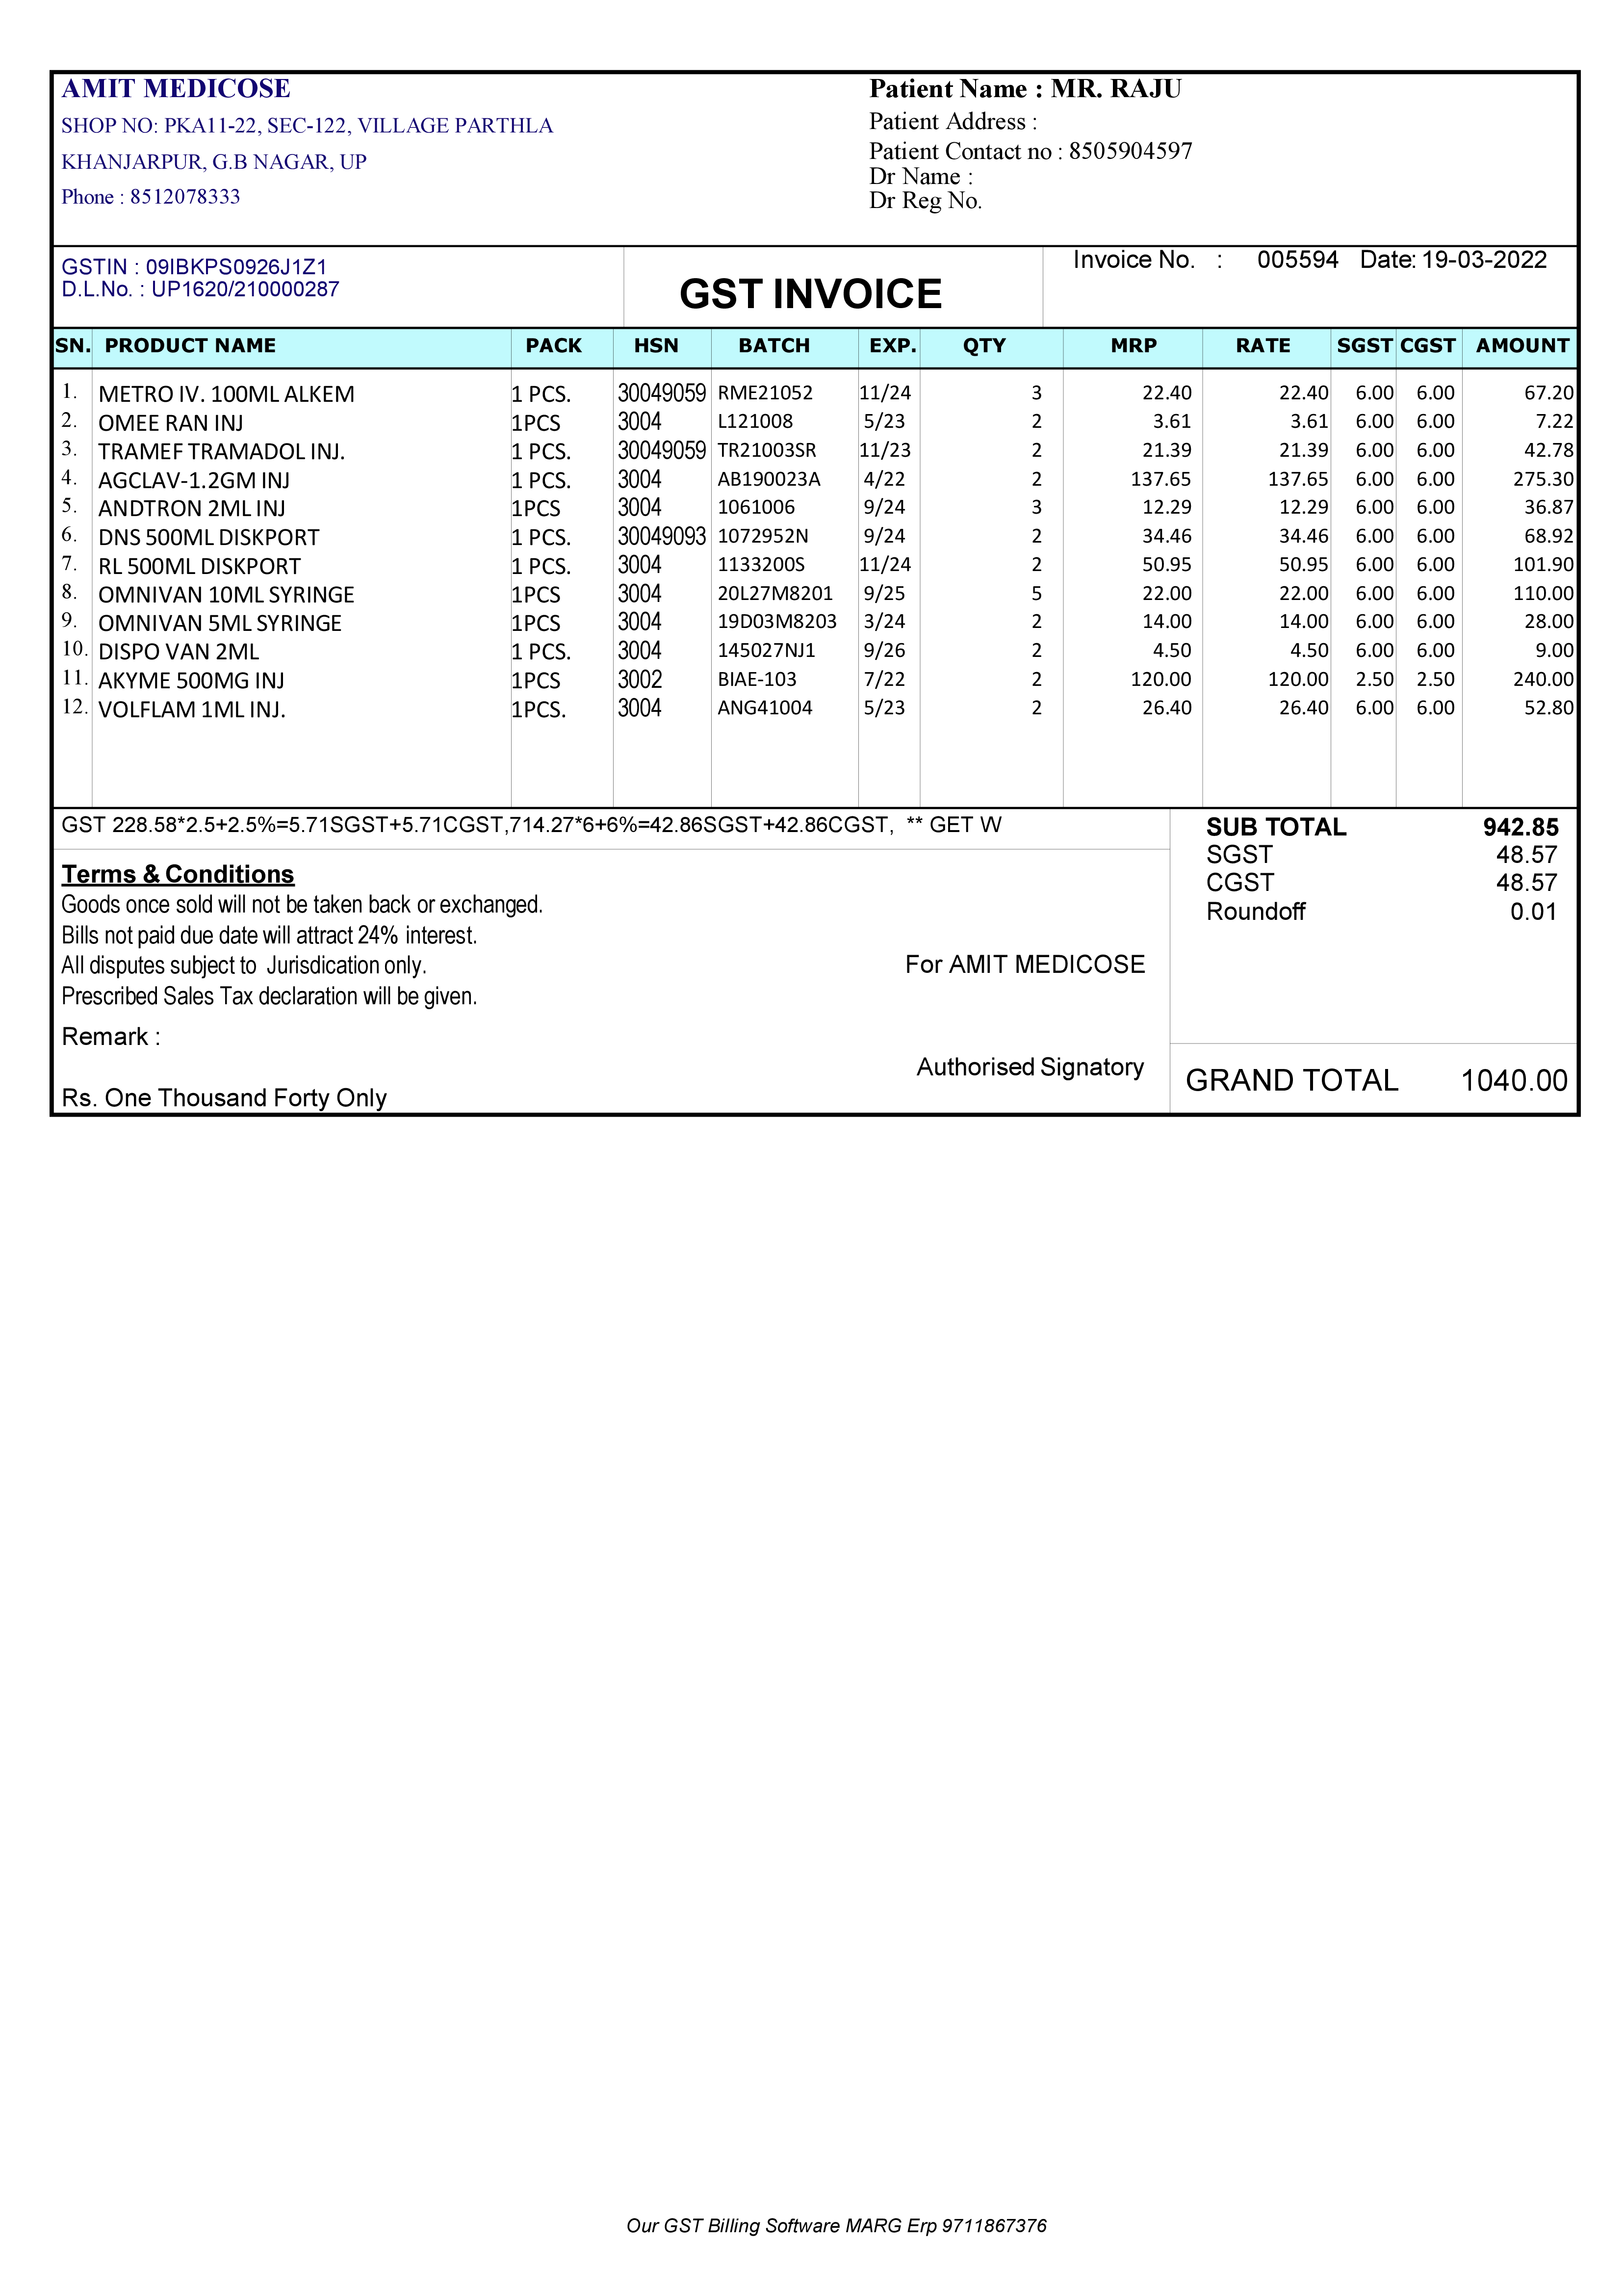 AMIT MEDICOSE
SHOP NO: PKA11-22, SEC-122, VILLAGE PARTHLA
KHANJARPUR, G.B NAGAR, UP
Phone : 8512078333
Patient Name : MR. RAJU
Patient Address :
Patient Contact no : 8505904597
Dr Name :
Dr Reg No.
GSTIN : 09IBKPS0926J1Z1
D.L.No. : UP1620/210000287
GST INVOICE
Invoice No. : 005594 Date: 19-03-2022
SN. PRODUCT NAME PACK HSN BATCH EXP. QTY MRP RATE SGST CGST AMOUNT
1. METRO IV. 100ML ALKEM 1 PCS. 30049059 RME21052 11/24 3 22.40 22.40 6.00 6.00 67.20
2. OMEE RAN INJ 1PCS 3004 L121008 5/23 2 3.61 3.61 6.00 6.00 7.22
3. TRAMEF TRAMADOL INJ. 1 PCS. 30049059 TR21003SR 11/23 2 21.39 21.39 6.00 6.00 42.78
4. AGCLAV-1.2GM INJ 1 PCS. 3004 AB190023A 4/22 2 137.65 137.65 6.00 6.00 275.30
5. ANDTRON 2ML INJ 1PCS 3004 1061006 9/24 3 12.29 12.29 6.00 6.00 36.87
6. DNS 500ML DISKPORT 1 PCS. 30049093 1072952N 9/24 2 34.46 34.46 6.00 6.00 68.92
7. RL 500ML DISKPORT 1 PCS. 3004 1133200S 11/24 2 50.95 50.95 6.00 6.00 101.90
8. OMNIVAN 10ML SYRINGE 1PCS 3004 20L27M8201 9/25 5 22.00 22.00 6.00 6.00 110.00
9. OMNIVAN 5ML SYRINGE 1PCS 3004 19D03M8203 3/24 2 14.00 14.00 6.00 6.00 28.00
10. DISPO VAN 2ML 1 PCS. 3004 145027NJ1 9/26 2 4.50 4.50 6.00 6.00 9.00
11. AKYME 500MG INJ 1PCS 3002 BIAE-103 7/22 2 120.00 120.00 2.50 2.50 240.00
12. VOLFLAM 1ML INJ. 1PCS. 3004 ANG41004 5/23 2 26.40 26.40 6.00 6.00 52.80
GST 228.58*2.5+2.5%=5.71SGST+5.71CGST,714.27*6+6%=42.86SGST+42.86CGST, ** GET W
SUB TOTAL 942.85
SGST 48.57
CGST 48.57
Roundoff 0.01
Terms & Conditions
Goods once sold will not be taken back or exchanged.
Bills not paid due date will attract 24% interest.
All disputes subject to Jurisdication only.
Prescribed Sales Tax declaration will be given.
For AMIT MEDICOSE
Remark :
Authorised Signatory
Rs. One Thousand Forty Only
GRAND TOTAL 1040.00
Our GST Billing Software MARG Erp 9711867376